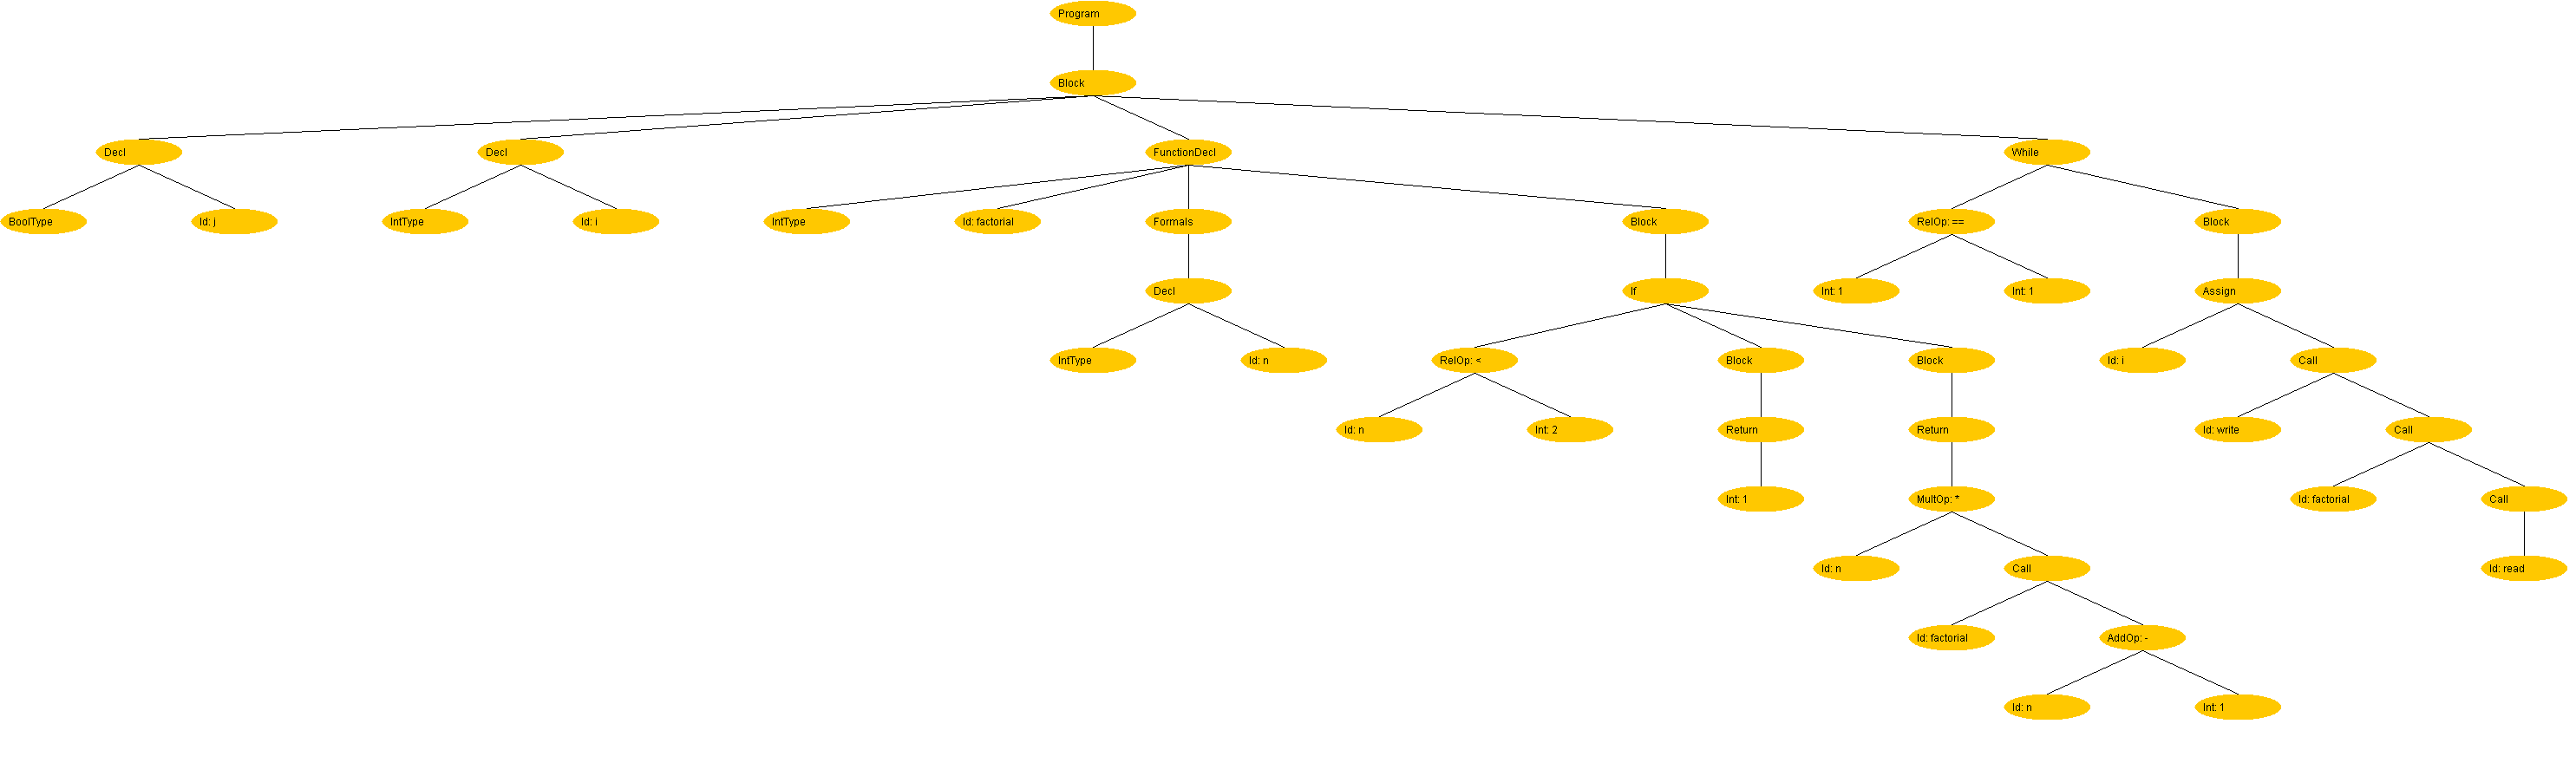 Program
Block
Decl Decl FunctionDecl While
BoolType Id: j IntType Id: i IntType Id: factorial Formals Block RelOp: == Block
Decl If Int: 1 Int: 1 Assign
IntType Id: n RelOp: < Block Block Id: i Call
Id: n Int: 2 Return Return Id: write Call
Int: 1 MultOp: * Id: factorial Call
Id: n Call Id: read
Id: factorial AddOp: -
Id: n Int: 1